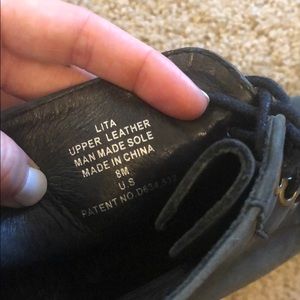 LITA
UPPER LEATHER
MAN MADE SOLE
MADE IN CHINA
8M
U.S
PATENT NO.